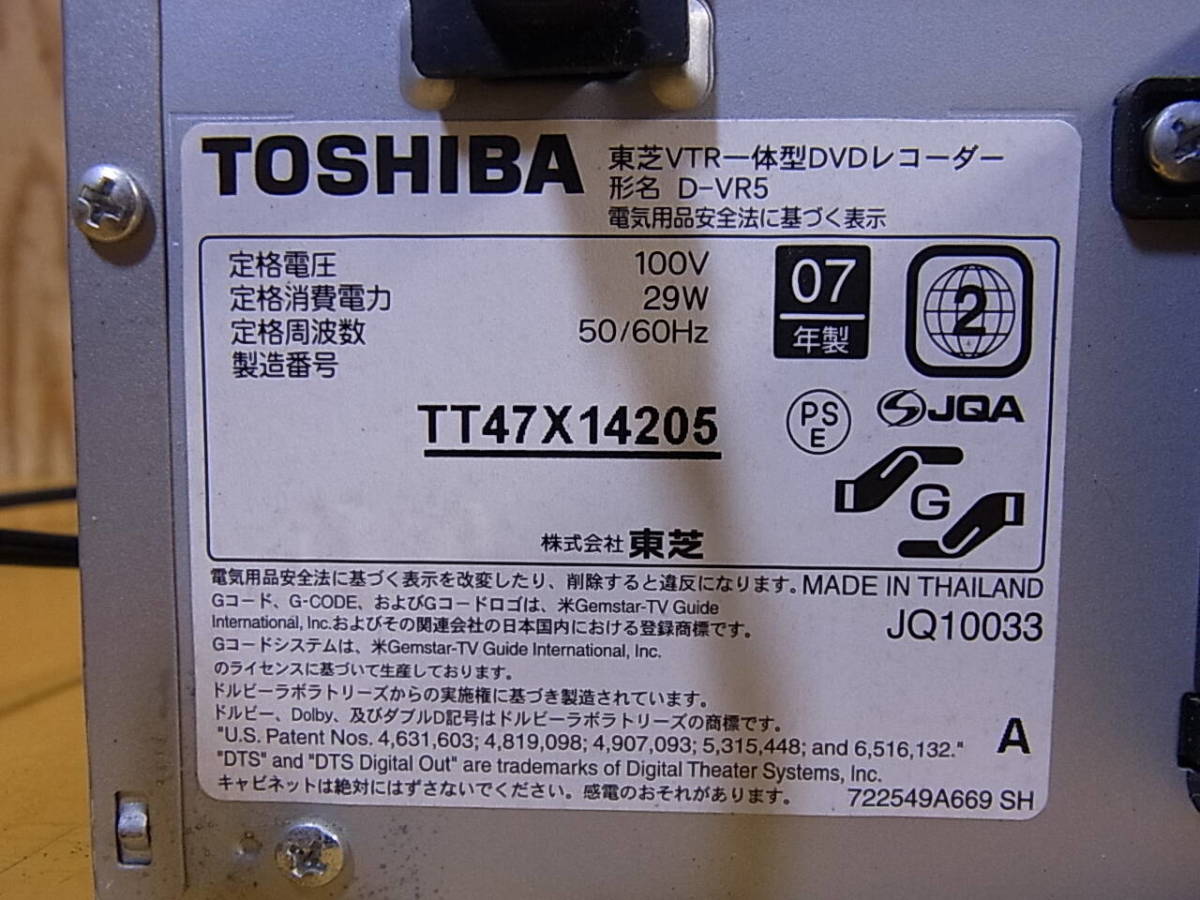 TOSHIBA
東芝VTR一体型DVDレコーダー
形名 D-VR5
電気用品安全法に基づく表示
定格電圧 100V
定格消費電力 29W
定格周波数 50/60Hz
製造番号
TT47X14205
07
年製
2
PS
E
JQA
G
株式会社 東芝
電気用品安全法に基づく表示を改変したり、削除すると違反になります。 MADE IN THAILAND
Gコード、G-CODE、およびGコードロゴは、米Gemstar-TV Guide
International, Inc.およびその関連会社の日本国内における登録商標です。
JQ10033
Gコードシステムは、米Gemstar-TV Guide International, Inc.
のライセンスに基づいて生産しております。
ドルビーラボラトリーズからの実施権に基づき製造されています。
ドルビー、Dolby、及びダブルD記号はドルビーラボラトリーズの商標です。
"U.S. Patent Nos. 4,631,603; 4,819,098; 4,907,093; 5,315,448; and 6,516,132."
A
"DTS" and "DTS Digital Out" are trademarks of Digital Theater Systems, Inc.
キャビネットは絶対にはずさないでください。感電のおそれがあります。
722549A669 SH